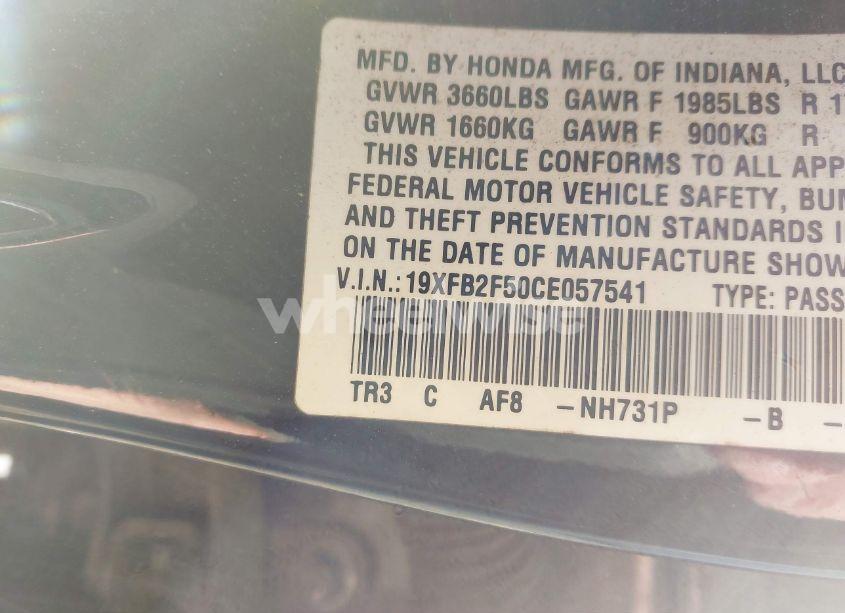 MFD. BY HONDA MFG. OF INDIANA, LLC
GVWR 3660LBS GAWR F 1985LBS R 1
GVWR 1660KG GAWR F 900KG R
THIS VEHICLE CONFORMS TO ALL APP
FEDERAL MOTOR VEHICLE SAFETY, BUM
AND THEFT PREVENTION STANDARDS I
ON THE DATE OF MANUFACTURE SHOW
V.I.N.: 19XFB2F50CE057541 TYPE: PASS
wheelwise
TR3 C AF8 -NH731P -B -